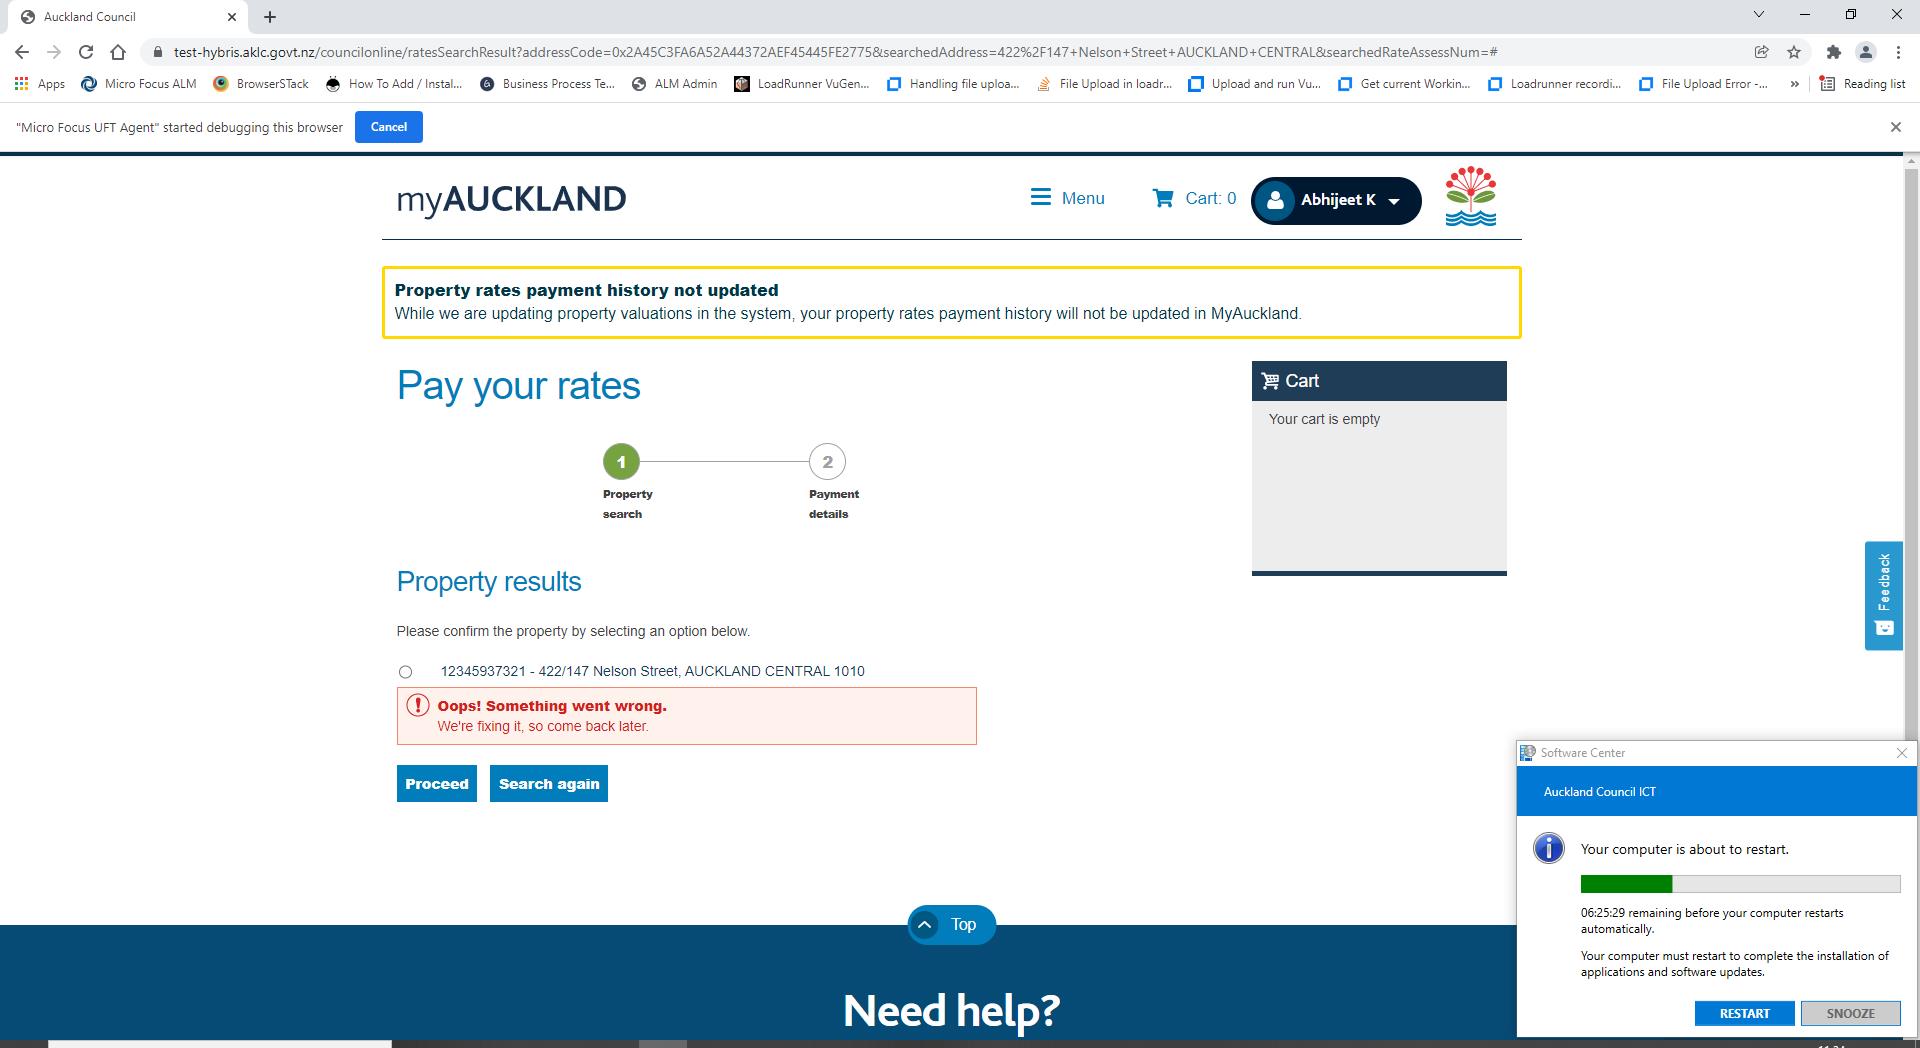 Auckland Council
test-hybris.aklc.govt.nz/councilonline/ratesSearchResult?addressCode=0x2A45C3FA6A52A44372AEF45445FE2775&searchedAddress=422%2F147+Nelson+Street+AUCKLAND+CENTRAL&searchedRateAssessNum=#
Apps Micro Focus ALM BrowserStack How To Add / Instal... Business Process Te... ALM Admin LoadRunner VuGen... Handling file uploa... File Upload in loadr... Upload and run Vu... Get current Workin... Loadrunner recordi... File Upload Error -... » Reading list
"Micro Focus UFT Agent" started debugging this browser Cancel
myAUCKLAND
Menu Cart: 0 Abhijeet K
Property rates payment history not updated
While we are updating property valuations in the system, your property rates payment history will not be updated in MyAuckland.
Pay your rates
Cart
Your cart is empty
1 2
Property search
Payment details
Feedback
Property results
Please confirm the property by selecting an option below.
12345937321 - 422/147 Nelson Street, AUCKLAND CENTRAL 1010
Oops! Something went wrong.
We're fixing it, so come back later.
Proceed Search again
Software Center
Auckland Council ICT
Your computer is about to restart.
06:25:29 remaining before your computer restarts
automatically.
Your computer must restart to complete the installation of
applications and software updates.
RESTART SNOOZE
Top
Need help?